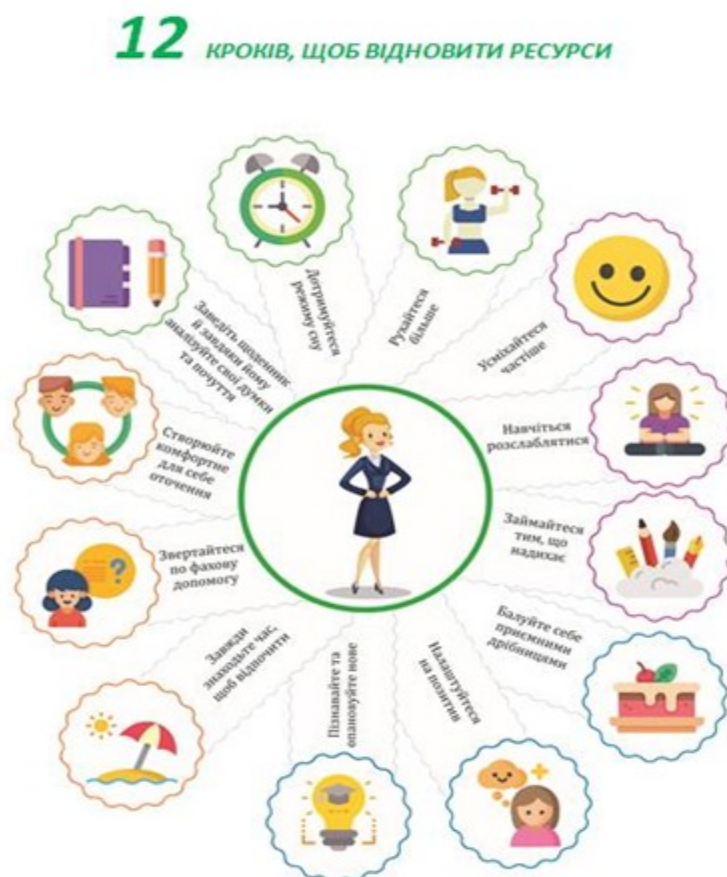 12 КРОКІВ, ЩОБ ВІДНОВИТИ РЕСУРСИ
Дотримуйтеся
режиму сну
Рухайтеся
більше
Усміхайтеся
частіше
Навчіться
розслаблятися
Займайтеся
тим, що
надихає
Балуйте себе
приємними
дрібницями
Налаштуйтеся
на позитив
Пізнавайте та
опановуйте нове
Завжди
знаходьте час,
щоб відпочити
Звертайтеся
по фахову
допомогу
Створюйте
комфортне
для себе
оточення
Заведіть щоденник
й завдяки йому
аналізуйте свої думки
та почуття